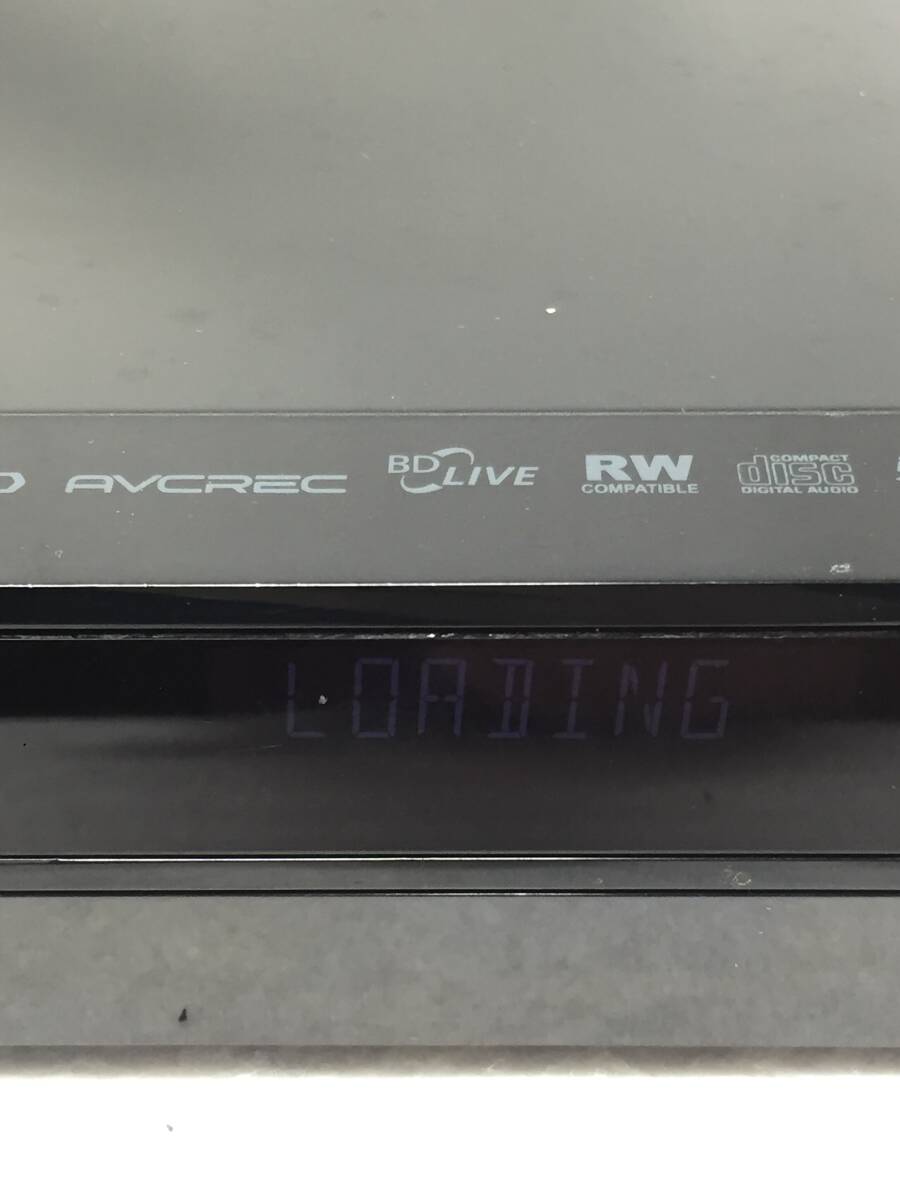 AVCREC
BD LIVE
RW
COMPATIBLE
COMPACT
disc
DIGITAL AUDIO
LOADING